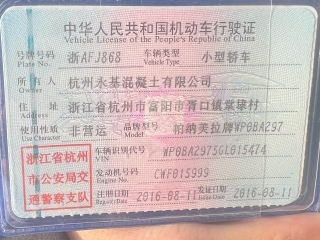 中华人民共和国机动车行驶证
Vehicle License of the People's Republic of China
号牌号码 浙AFJ868 车辆类型 小型轿车
Plate No. Vehicle Type
所有人 杭州永基混凝土有限公司
Owner
住址 浙江省杭州市富阳市胥口镇棠棣村
Address
使用性质 非营运 品牌型号 帕纳美拉牌WP0BA297
Use Character Model
浙江省杭州
市公安局交
通警察支队
车辆识别代号 WP0BA297SGL015474
VIN
发动机号码 CWF015999
Engine No.
注册日期 2016-08-11 发证日期 2016-08-11
Register Date Issue Date